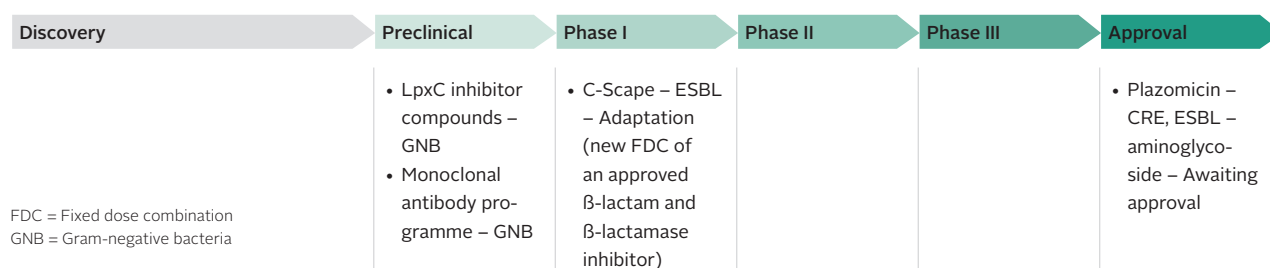 Discovery
Preclinical
Phase I
Phase II
Phase III
Approval
• LpxC inhibitor
compounds –
GNB
• Monoclonal
antibody pro-
gramme – GNB
• C-Scape – ESBL
– Adaptation
(new FDC of
an approved
ß-lactam and
ß-lactamase
inhibitor)
• Plazomicin –
CRE, ESBL –
aminoglyco-
side – Awaiting
approval
FDC = Fixed dose combination
GNB = Gram-negative bacteria